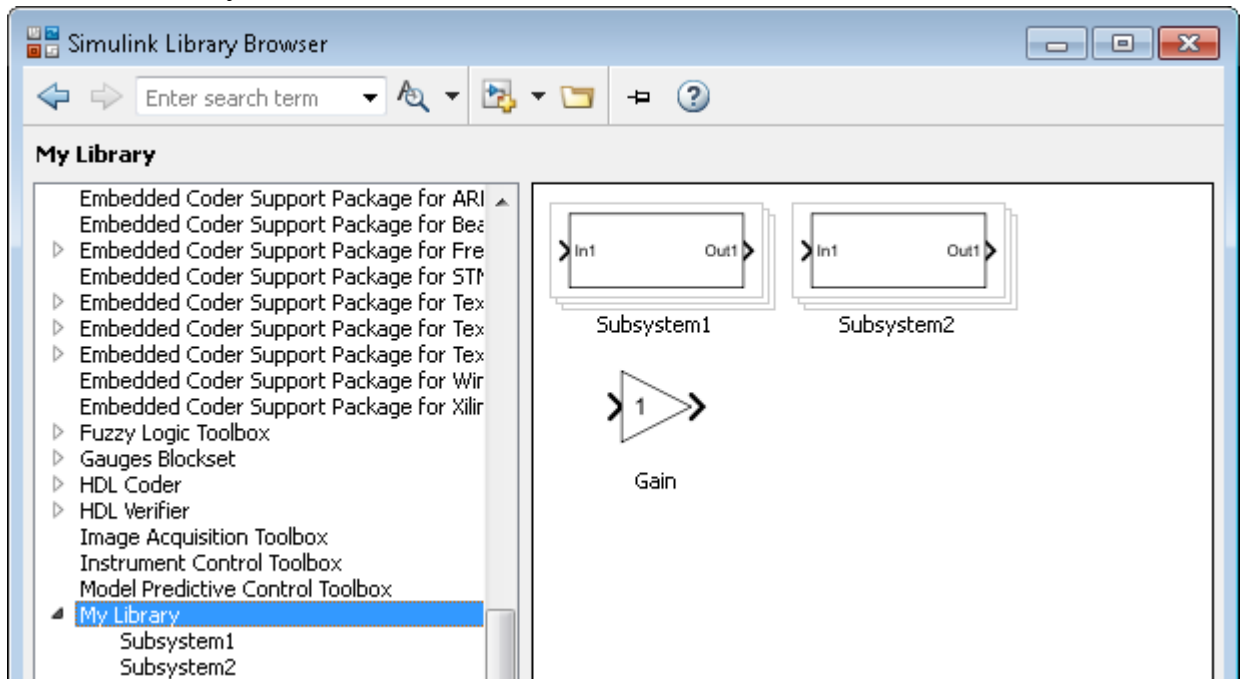 Simulink Library Browser
Enter search term
My Library
Embedded Coder Support Package for ARI
Embedded Coder Support Package for Bea
Embedded Coder Support Package for Fre
Embedded Coder Support Package for STM
Embedded Coder Support Package for Tex
Embedded Coder Support Package for Tex
Embedded Coder Support Package for Tex
Embedded Coder Support Package for Wir
Embedded Coder Support Package for Xilir
Fuzzy Logic Toolbox
Gauges Blockset
HDL Coder
HDL Verifier
Image Acquisition Toolbox
Instrument Control Toolbox
Model Predictive Control Toolbox
My Library
Subsystem1
Subsystem2
In1 Out1 In1 Out1
Subsystem1 Subsystem2
1
Gain